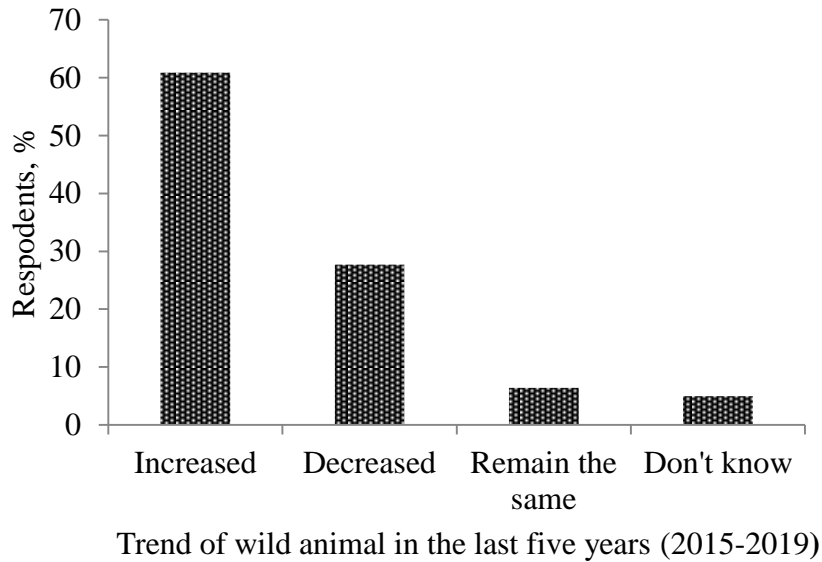 70
60
50
40
30
20
10
0
Respodents, %
Increased Decreased Remain the same Don't know
Trend of wild animal in the last five years (2015-2019)